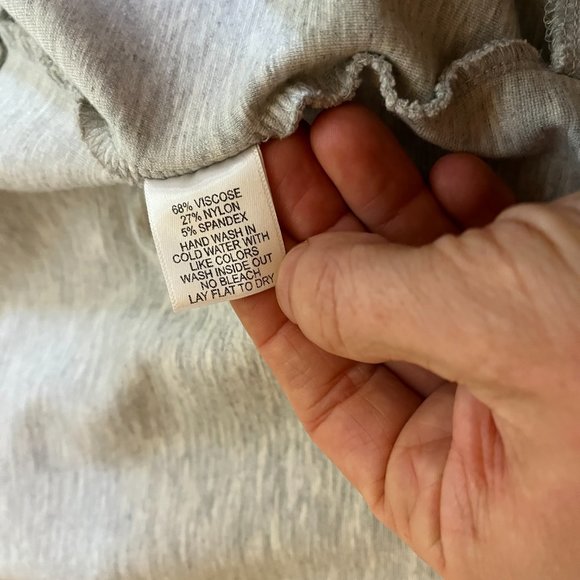 68% VISCOSE
27% NYLON
5% SPANDEX
HAND WASH IN
COLD WATER WITH
LIKE COLORS
WASH INSIDE OUT
NO BLEACH
LAY FLAT TO DRY